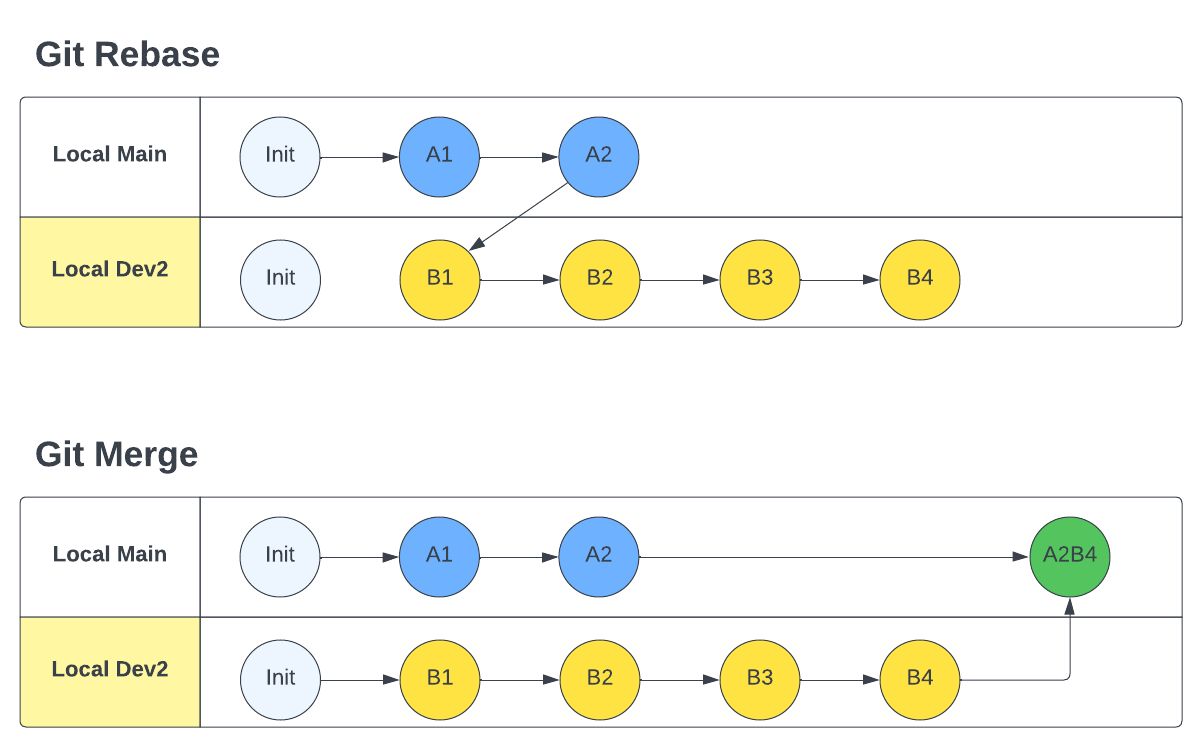 Git Rebase
Local Main
Init
A1
A2
Local Dev2
Init
B1
B2
B3
B4
Git Merge
Local Main
Init
A1
A2
A2B4
Local Dev2
Init
B1
B2
B3
B4